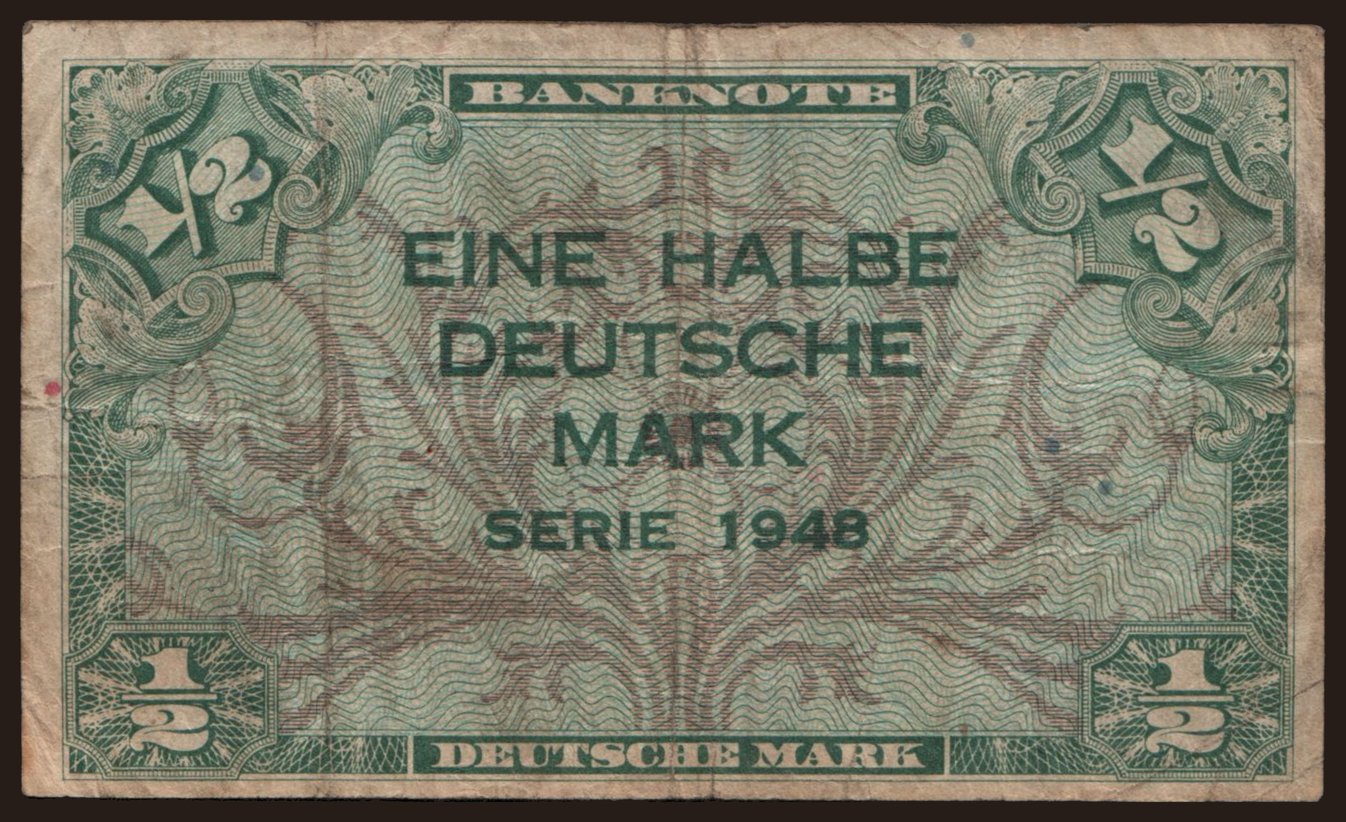 BANKNOTE
1/2
1/2
EINE HALBE
DEUTSCHE
MARK
SERIE 1948
1/2
1/2
DEUTSCHE MARK